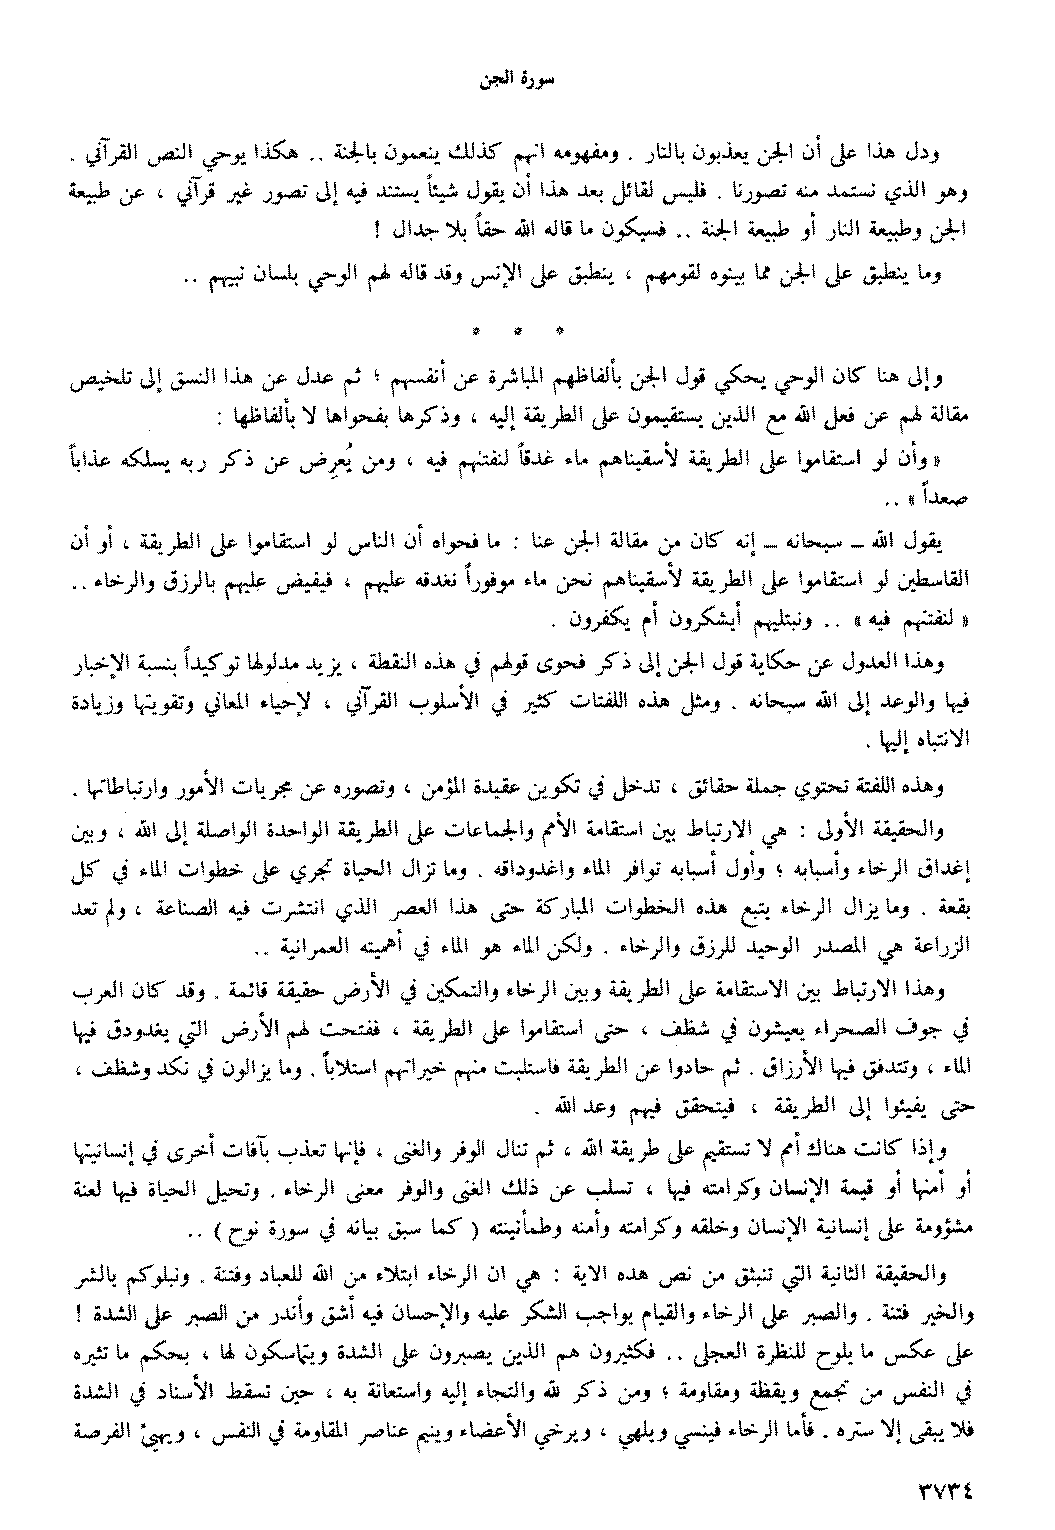 سورة الجن
ودل هذا على أن الجن يعذبون بالنار . ومفهومه انهم كذلك ينعمون بالجنة .. هكذا يوحي النص القرآني .
وهو الذي نستمد منه تصورنا . فليس لقائل بعد هذا أن يقول شيئاً يستند فيه إلى تصور غير قرآني ، عن طبيعة
الجن وطبيعة النار أو طبيعة الجنة .. فسيكون ما قاله الله حقاً بلا جدال !
وما ينطبق على الجن مما بينوه لقومهم ، ينطبق على الإنس وقد قاله لهم الوحي بلسان نبيهم ..
* * *
وإلى هنا كان الوحي يحكي قول الجن بألفاظهم المباشرة عن أنفسهم ؛ ثم عدل عن هذا النسق إلى تلخيص
مقالة لهم عن فعل الله مع الذين يستقيمون على الطريقة إليه ، وذكرها بفحواها لا بألفاظها :
« وأن لو استقاموا على الطريقة لأسقيناهم ماء غدقاً لنفتنهم فيه ، ومن يُعرِض عن ذكر ربه يسلكه عذاباً
صعداً » ..
يقول الله ــ سبحانه ــ إنه كان من مقالة الجن عنا : ما فحواه أن الناس لو استقاموا على الطريقة ، أو أن
القاسطين لو استقاموا على الطريقة لأسقيناهم نحن ماء موفوراً نغدقه عليهم ، فيفيض عليهم بالرزق والرخاء ..
« لنفتنهم فيه » .. ونبتليهم أيشكرون أم يكفرون .
وهذا العدول عن حكاية قول الجن إلى ذكر فحوى قولهم في هذه النقطة ، يزيد مدلولها توكيداً بنسبة الإخبار
فيها والوعد إلى الله سبحانه . ومثل هذه اللفتات كثير في الأسلوب القرآني ، لإحياء المعاني وتقويتها وزيادة
الانتباه إليها .
وهذه اللفتة تحتوي جملة حقائق ، تدخل في تكوين عقيدة المؤمن ، وتصوره عن مجريات الأمور وارتباطاتها .
والحقيقة الأولى : هي الارتباط بين استقامة الأمم والجماعات على الطريقة الواحدة الواصلة إلى الله ، وبين
إغداق الرخاء وأسبابه ؛ وأول أسبابه توافر الماء واغدوداقه . وما تزال الحياة تجري على خطوات الماء في كل
بقعة . وما يزال الرخاء يتبع هذه الخطوات المباركة حتى هذا العصر الذي انتشرت فيه الصناعة ، ولم تعد
الزراعة هي المصدر الوحيد للرزق والرخاء . ولكن الماء هو الماء في أهميته العمرانية ..
وهذا الارتباط بين الاستقامة على الطريقة وبين الرخاء والتمكين في الأرض حقيقة قائمة . وقد كان العرب
في جوف الصحراء يعيشون في شظف ، حتى استقاموا على الطريقة ، ففتحت لهم الأرض التي يغدودق فيها
الماء ، وتتدفق فيها الأرزاق . ثم حادوا عن الطريقة فاستلبت منهم خيراتهم استلاباً . وما يزالون في نكد وشظف ،
حتى يفيئوا إلى الطريقة ، فيتحقق فيهم وعد الله .
وإذا كانت هناك أمم لا تستقيم على طريقة الله ، ثم تنال الوفر والغنى ، فإنها تعذب بآفات أخرى في إنسانيتها
أو أمنها أو قيمة الإنسان وكرامته فيها ، تسلب عن ذلك الغنى والوفر معنى الرخاء . وتحيل الحياة فيها لعنة
مشؤومة على إنسانية الإنسان وخلقه وكرامته وأمنه وطمأنينته ( كما سبق بيانه في سورة نوح ) ..
والحقيقة الثانية التي تنبثق من نص هذه الاية : هي ان الرخاء ابتلاء من الله للعباد وفتنة . ونبلوكم بالشر
والخير فتنة . والصبر على الرخاء والقيام بواجب الشكر عليه والإحسان فيه أشق وأندر من الصبر على الشدة !
على عكس ما يلوح للنظرة العجلى .. فكثيرون هم الذين يصبرون على الشدة ويتماسكون لها ، بحكم ما تثيره
في النفس من تجمع ويقظة ومقاومة ؛ ومن ذكر لله والتجاء إليه واستعانة به ، حين تسقط الأسناد في الشدة
فلا يبقى إلا ستره . فأما الرخاء فينسي ويلهي ، ويرخي الأعضاء وينيم عناصر المقاومة في النفس ، ويهيئ الفرصة
٣٧٣٤